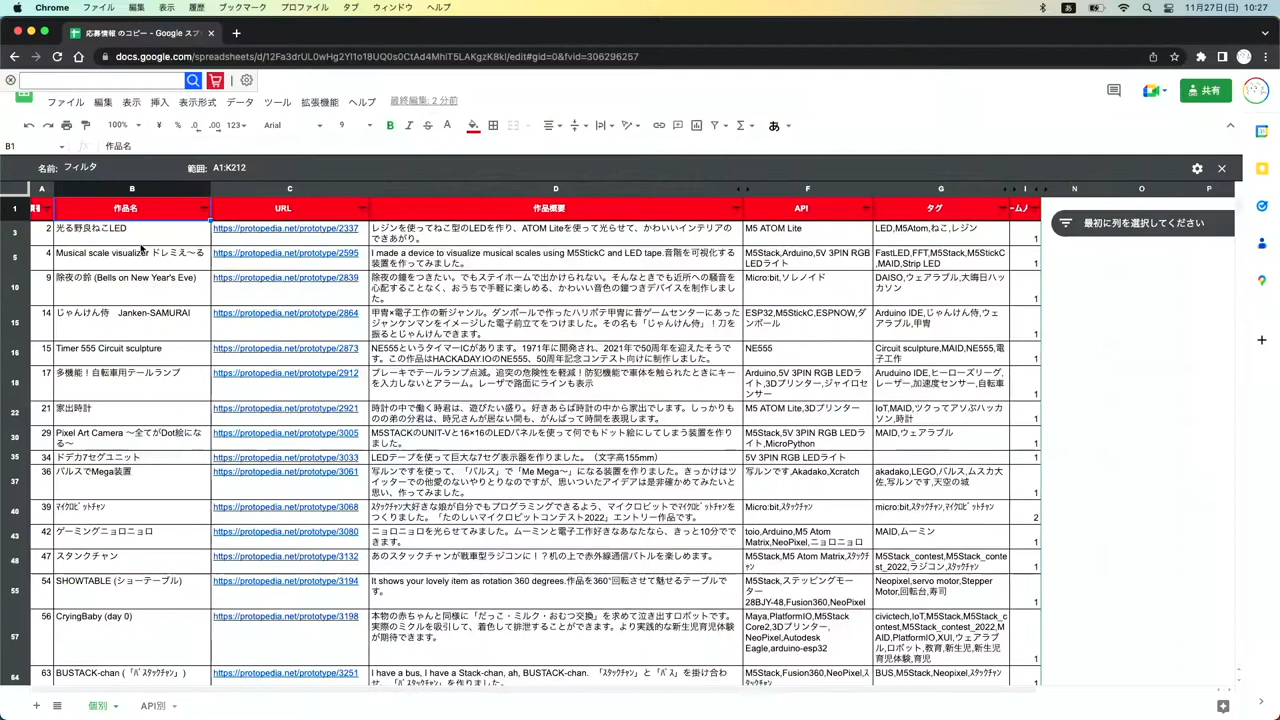 Chrome ファイル 編集 表示 履歴 ブックマーク プロファイル タブ ウィンドウ ヘルプ 11月27日(日) 10:27
応募情報 のコピー - Google スプ
docs.google.com/spreadsheets/d/12Fa3drUL0wHg2Yl1o18UQ0s0CtAd4MhIT5LAKgzK8kI/edit#gid=0&fvid=306296257
ファイル 編集 表示 挿入 表示形式 データ ツール 拡張機能 ヘルプ 最終編集: 2 分前 共有
100% ¥ % .0 .00 123 Arial 9 B I S A あ
B1 作品名
名前: フィルタ 範囲: A1:K212
A B C D F G I N O P
1 作品名 URL 作品概要 API タグ
最初に列を選択してください
3 2 光る野良ねこLED https://protopedia.net/prototype/2337 レジンを使ってねこ型のLEDを作り、ATOM Liteを使って光らせて、かわいいインテリアの M5 ATOM Lite LED,M5Atom,ねこ,レジン
できあがり。 1
5 4 Musical scale visualizer ドレミえ〜る https://protopedia.net/prototype/2595 I made a device to visualize musical scales using M5StickC and LED tape.音階を可視化する M5Stack,Arduino,5V 3PIN RGB FastLED,FFT,M5Stack,M5StickC
装置を作ってみました。 LEDライト ,MAID,Strip LED 1
10 9 除夜の鈴 (Bells on New Year's Eve) https://protopedia.net/prototype/2839 除夜の鐘をつきたい。でもステイホームで出かけられない。そんなときでも近所への騒音を Micro:bit,ソレノイド DAISO,ウェアラブル,大晦日ハッ
心配することなく、おうちで手軽に楽しめる、かわいい音色の鐘つきデバイスを制作しまし カソン
た。 1
15 14 じゃんけん侍 Janken-SAMURAI https://protopedia.net/prototype/2864 甲冑×電子工作の新ジャンル。ダンボールで作ったハリボテ甲冑に昔ゲームセンターにあった ESP32,M5StickC,ESPNOW,ダ Arduino IDE,じゃんけん侍,ウェ
ジャンケンマンをイメージした電子前立てをつけました。その名も「じゃんけん侍」！刀を ンボール アラブル,甲冑
振るとじゃんけんできます。 1
16 15 Timer 555 Circuit sculpture https://protopedia.net/prototype/2873 NE555というタイマーICがあります。1971年に開発され、2021年で50周年を迎えたそうで NE555 Circuit sculpture,MAID,NE555,電
す。この作品はHACKADAY.IOのNE555、50周年記念コンテスト向けに制作しました。 子工作 1
18 17 多機能！自転車用テールランプ https://protopedia.net/prototype/2912 ブレーキでテールランプ点滅。追突の危険性を軽減！防犯機能で車体を触られたときにキー Arduino,5V 3PIN RGB LEDラ Aruduino IDE,ヒーローズリーグ,
を入力しないとアラーム。レーザで路面にラインも表示 イト,3Dプリンター,ジャイロセ レーザー,加速度センサー,自転車
ンサー 1
22 21 家出時計 https://protopedia.net/prototype/2921 時計の中で働く時君は、遊びたい盛り。好きあらば時計の中から家出でします。しっかりも M5 ATOM Lite,3Dプリンター IoT,MAID,ツクってアソぶハッカ
のの弟の分君は、時兄さんが居ない間も、がんばって時間を表現します。 ソン,時計 1
30 29 Pixel Art Camera 〜全てがDot絵にな https://protopedia.net/prototype/3005 M5STACKのUNIT-Vと16×16のLEDパネルを使って何でもドット絵にしてしまう装置を作り M5Stack,5V 3PIN RGB LEDラ MAID,ウェアラブル
る〜 ました。 イト,MicroPython 1
35 34 ドデカ7セグユニット https://protopedia.net/prototype/3033 LEDテープを使って巨大な7セグ表示器を作りました。（文字高155mm） 5V 3PIN RGB LEDライト 1
37 36 バルスでMega装置 https://protopedia.net/prototype/3061 写ルンですを使って、「バルス」で「Me Mega〜」になる装置を作りました。きっかけはツ 写ルンです,Akadako,Xcratch akadako,LEGO,バルス,ムスカ大
イッターでの他愛のないやりとりなのですが、思いついたアイデアは是非確かめてみたいと 佐,写ルンです,天空の城
思い、作ってみました。 1
40 39 ﾏｲｸﾛﾋﾞｯﾄﾁｬﾝ https://protopedia.net/prototype/3068 ｽﾀｯｸﾁｬﾝ大好きな娘が自分でもプログラミングできるよう、マイクロビットでﾏｲｸﾛﾋﾞｯﾄﾁｬﾝを Micro:bit,ｽﾀｯｸﾁｬﾝ micro:bit,ｽﾀｯｸﾁｬﾝ,ﾏｲｸﾛﾋﾞｯﾄﾁｬﾝ
つくりました。「たのしいマイクロビットコンテスト2022」エントリー作品です。 2
43 42 ゲーミングニョロニョロ https://protopedia.net/prototype/3080 ニョロニョロを光らせてみました。ムーミンと電子工作好きなあなたなら、きっと10分でで toio,Arduino,M5 Atom MAID,ムーミン
きます。 Matrix,NeoPixel,ニョロニョロ 1
48 47 スタンクチャン https://protopedia.net/prototype/3132 あのスタックチャンが戦車型ラジコンに！？机の上で赤外線通信バトルを楽しめます。 M5Stack,M5 Atom Matrix,ｽﾀｯｸﾁ M5Stack_contest,M5Stack_conte
ｬﾝ st_2022,ラジコン,ｽﾀｯｸﾁｬﾝ 1
55 54 SHOWTABLE (ショーテーブル) https://protopedia.net/prototype/3194 It shows your lovely item as rotation 360 degrees.作品を360°回転させて魅せるテーブルで M5Stack,ステッピングモー Neopixel,servo motor,Stepper
す。 ター Motor,回転台,寿司
28BJY-48,Fusion360,NeoPixel 1
57 56 CryingBaby (day 0) https://protopedia.net/prototype/3198 本物の赤ちゃんと同様に「だっこ・ミルク・おむつ交換」を求めて泣き出すロボットです。 Maya,PlatformIO,M5Stack civictech,IoT,M5Stack,M5Stack_c
実際のミクルを吸引して、着色して排泄することができます。より実践的な新生児育児体験 Core2,3Dプリンター, ontest,M5Stack_contest_2022,M
が期待できます。 NeoPixel,Autodesk AID,PlatformIO,XUI,ウェアラブ
Eagle,arduino-esp32 ル,ロボット,教育,新生児,新生児
育児体験,育児 1
64 63 BUSTACK-chan (「ﾊﾞｽﾀｯｸﾁｬﾝ」) https://protopedia.net/prototype/3251 I have a bus, I have a Stack-chan, ah, BUSTACK-chan. 「ｽﾀｯｸﾁｬﾝ」と「ﾊﾞｽ」を掛け合わ M5Stack,Fusion360,NeoPixel,ｽ BUS,M5Stack,Neopixel,ｽﾀｯｸﾁｬﾝ
せ、「ﾊﾞｽﾀｯｸﾁｬﾝ」を作りました。 ﾀｯｸﾁｬﾝ 1
個別 API別